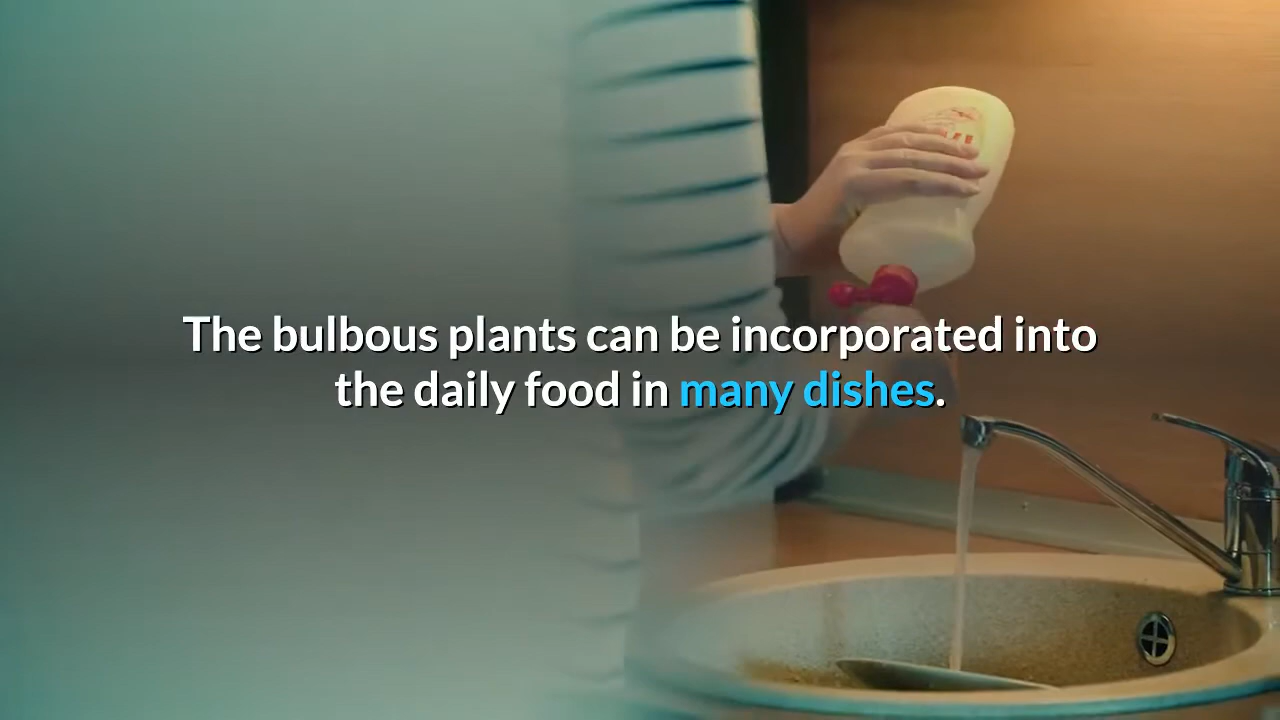 The bulbous plants can be incorporated into
the daily food in many dishes.